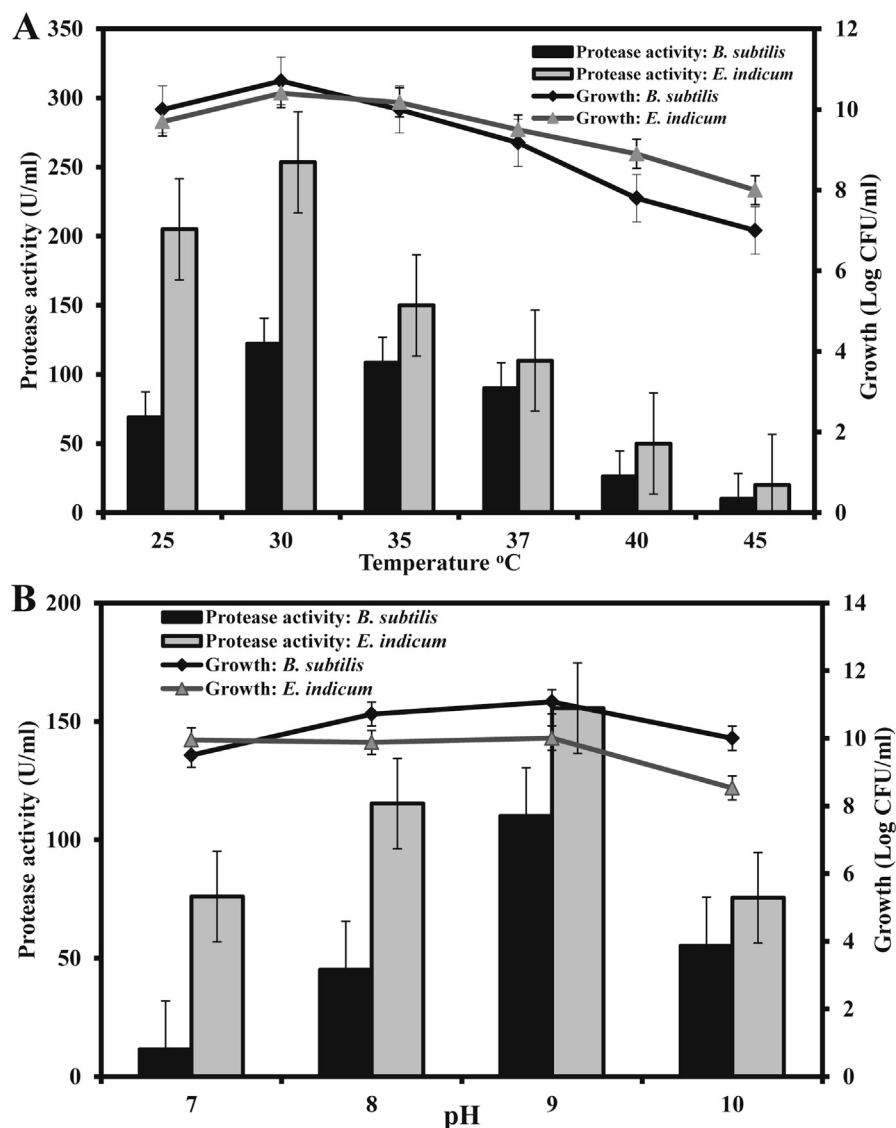 A
350
300
250
200
150
100
50
0
Protease activity (U/ml)
Protease activity: B. subtilis
Protease activity: E. indicum
Growth: B. subtilis
Growth: E. indicum
12
10
8
6
4
2
0
Growth (Log CFU/ml)
25 30 35 37 40 45
Temperature °C
B
200
150
100
50
0
Protease activity (U/ml)
Protease activity: B. subtilis
Protease activity: E. indicum
Growth: B. subtilis
Growth: E. indicum
14
12
10
8
6
4
2
0
Growth (Log CFU/ml)
7 8 9 10
pH